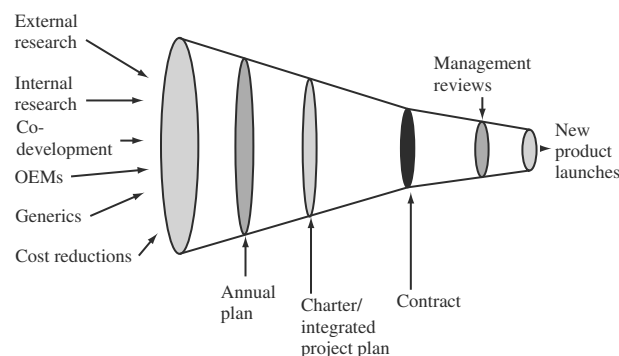 External
research
Internal
research
Co-
development
OEMs
Generics
Cost reductions
Annual
plan
Charter/
integrated
project plan
Contract
Management
reviews
New
product
launches